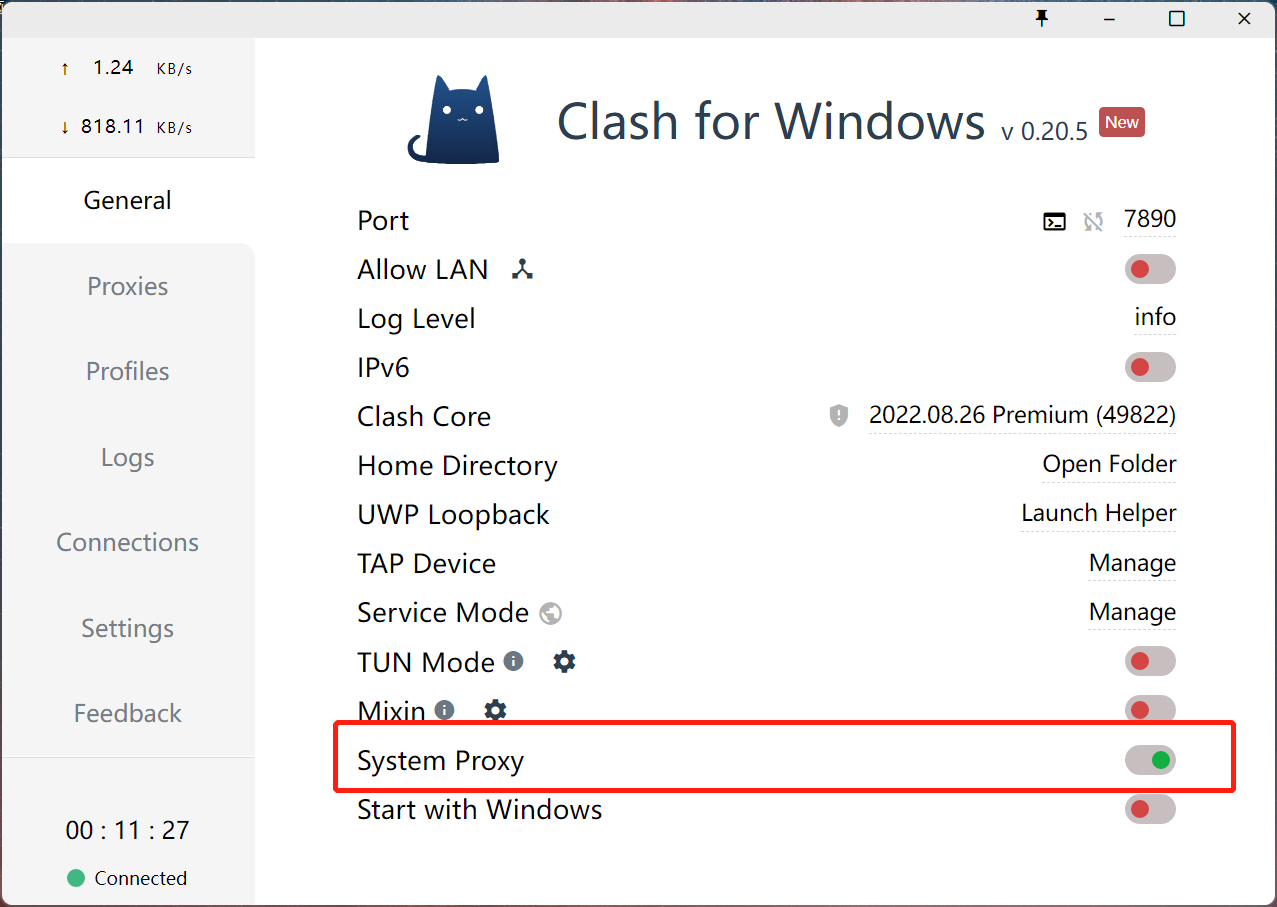 ↑ 1.24 KB/s
↓ 818.11 KB/s
General
Proxies
Profiles
Logs
Connections
Settings
Feedback
00 : 11 : 27
Connected
Clash for Windows v 0.20.5 New
Port 7890
Allow LAN
Log Level info
IPv6
Clash Core 2022.08.26 Premium (49822)
Home Directory Open Folder
UWP Loopback Launch Helper
TAP Device Manage
Service Mode Manage
TUN Mode
Mixin
System Proxy
Start with Windows